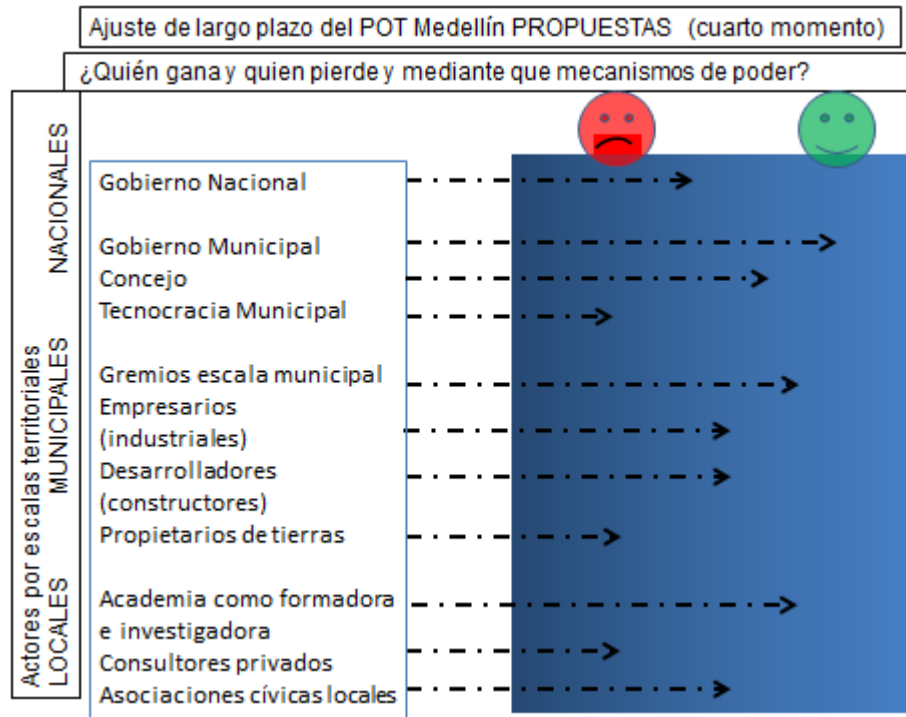 Ajuste de largo plazo del POT Medellín PROPUESTAS (cuarto momento)
¿Quién gana y quien pierde y mediante que mecanismos de poder?
Actores por escalas territoriales
NACIONALES
MUNICIPALES
LOCALES
Gobierno Nacional
Gobierno Municipal
Concejo
Tecnocracia Municipal
Gremios escala municipal
Empresarios
(industriales)
Desarrolladores
(constructores)
Propietarios de tierras
Academia como formadora
e investigadora
Consultores privados
Asociaciones cívicas locales